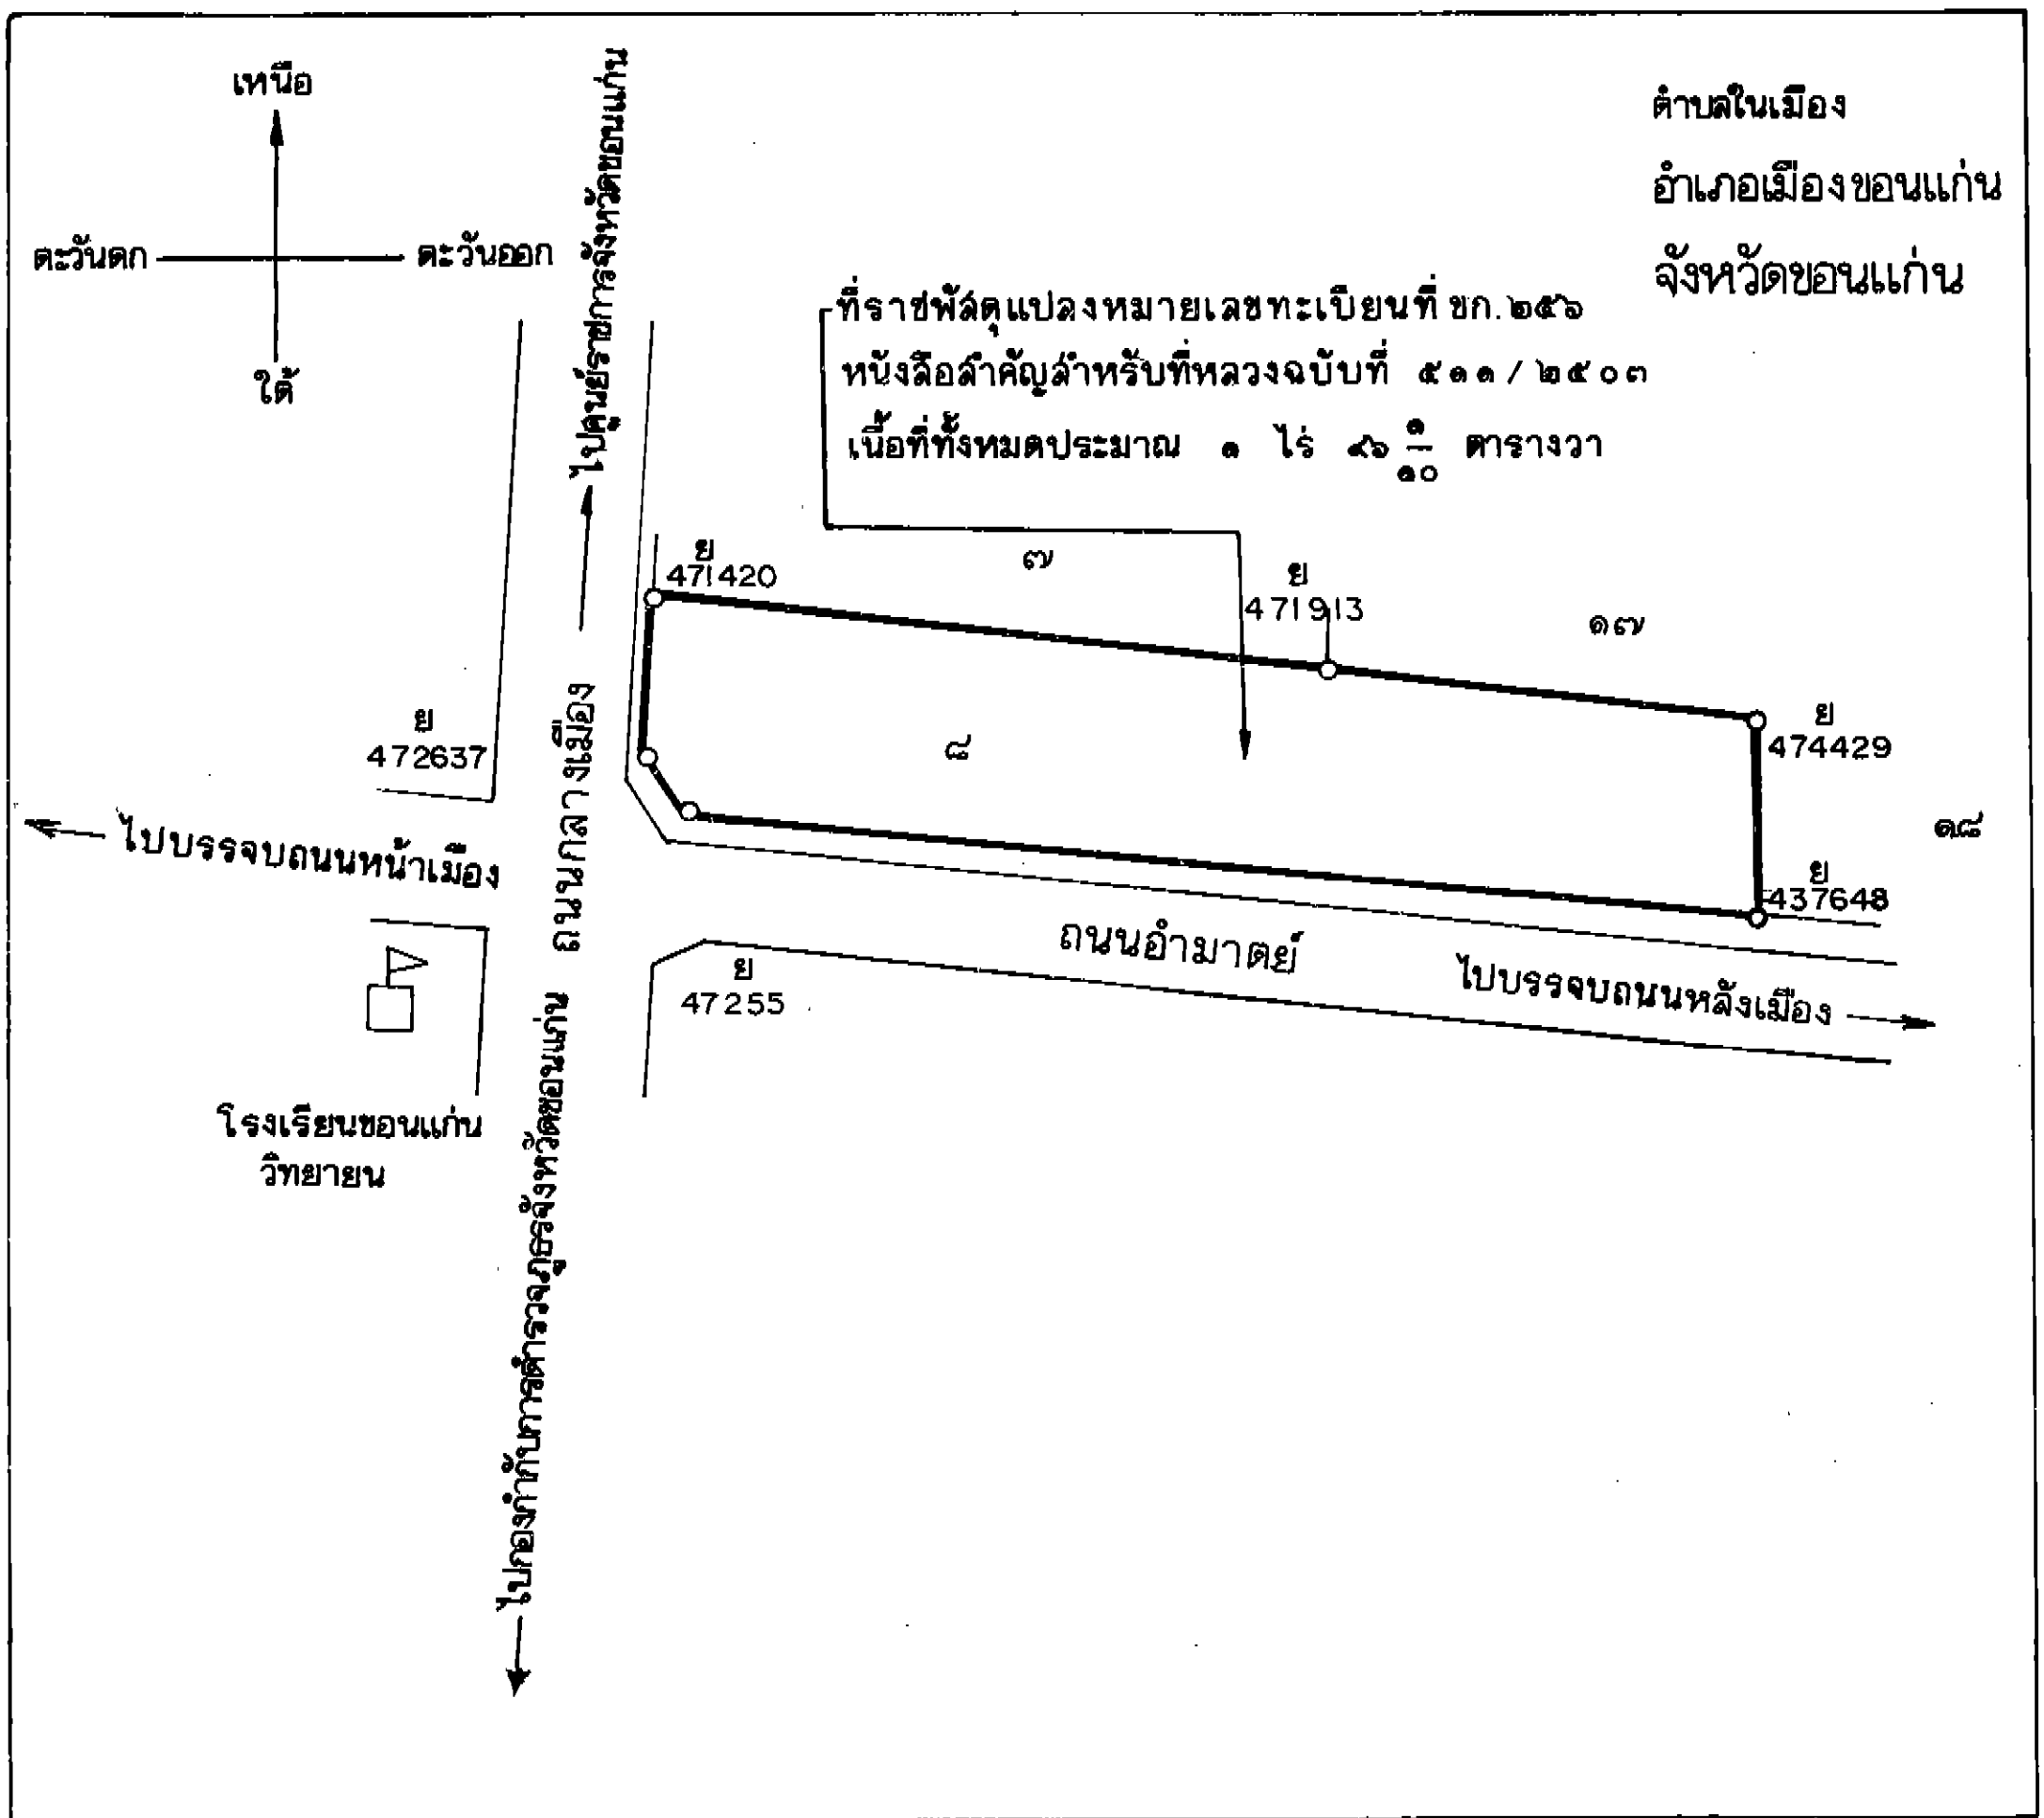 เหนือ
ตะวันตก
ตะวันออก
ใต้
ตำบลในเมือง
อำเภอเมืองขอนแก่น
จังหวัดขอนแก่น
ไปศูนย์ราชการจังหวัดขอนแก่น
ที่ราชพัสดุแปลงหมายเลขทะเบียนที่ ขก.๒๕๖
หนังสือสำคัญสำหรับที่หลวงฉบับที่ ๕๑๑/๒๕๐๓
เนื้อที่ทั้งหมดประมาณ ๑ ไร่ ๙๖ ๑/๑๐ ตารางวา
ย
471420
๗
ย
471913
๑๗
ย
472637
ถนนกลางเมือง
๘
ย
474429
๑๘
ไปบรรจบถนนหน้าเมือง
ย
437648
ถนนอำมาตย์
ไปบรรจบถนนหลังเมือง
ย
47255
โรงเรียนขอนแก่น
วิทยายน
ไปกองกำกับการตำรวจภูธรจังหวัดขอนแก่น